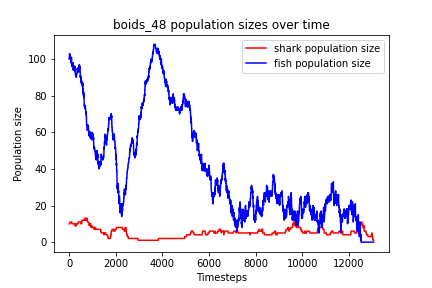 boids_48 population sizes over time
shark population size
fish population size
Population size
100
80
60
40
20
0
0 2000 4000 6000 8000 10000 12000
Timesteps